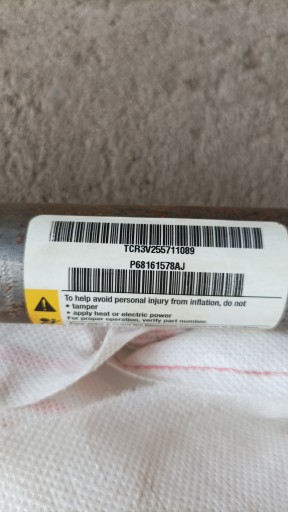 TCR3V255711089
P68161578AJ
To help avoid personal injury from inflation, do not
• tamper
• apply heat or electric power
For proper operation, verify part number.